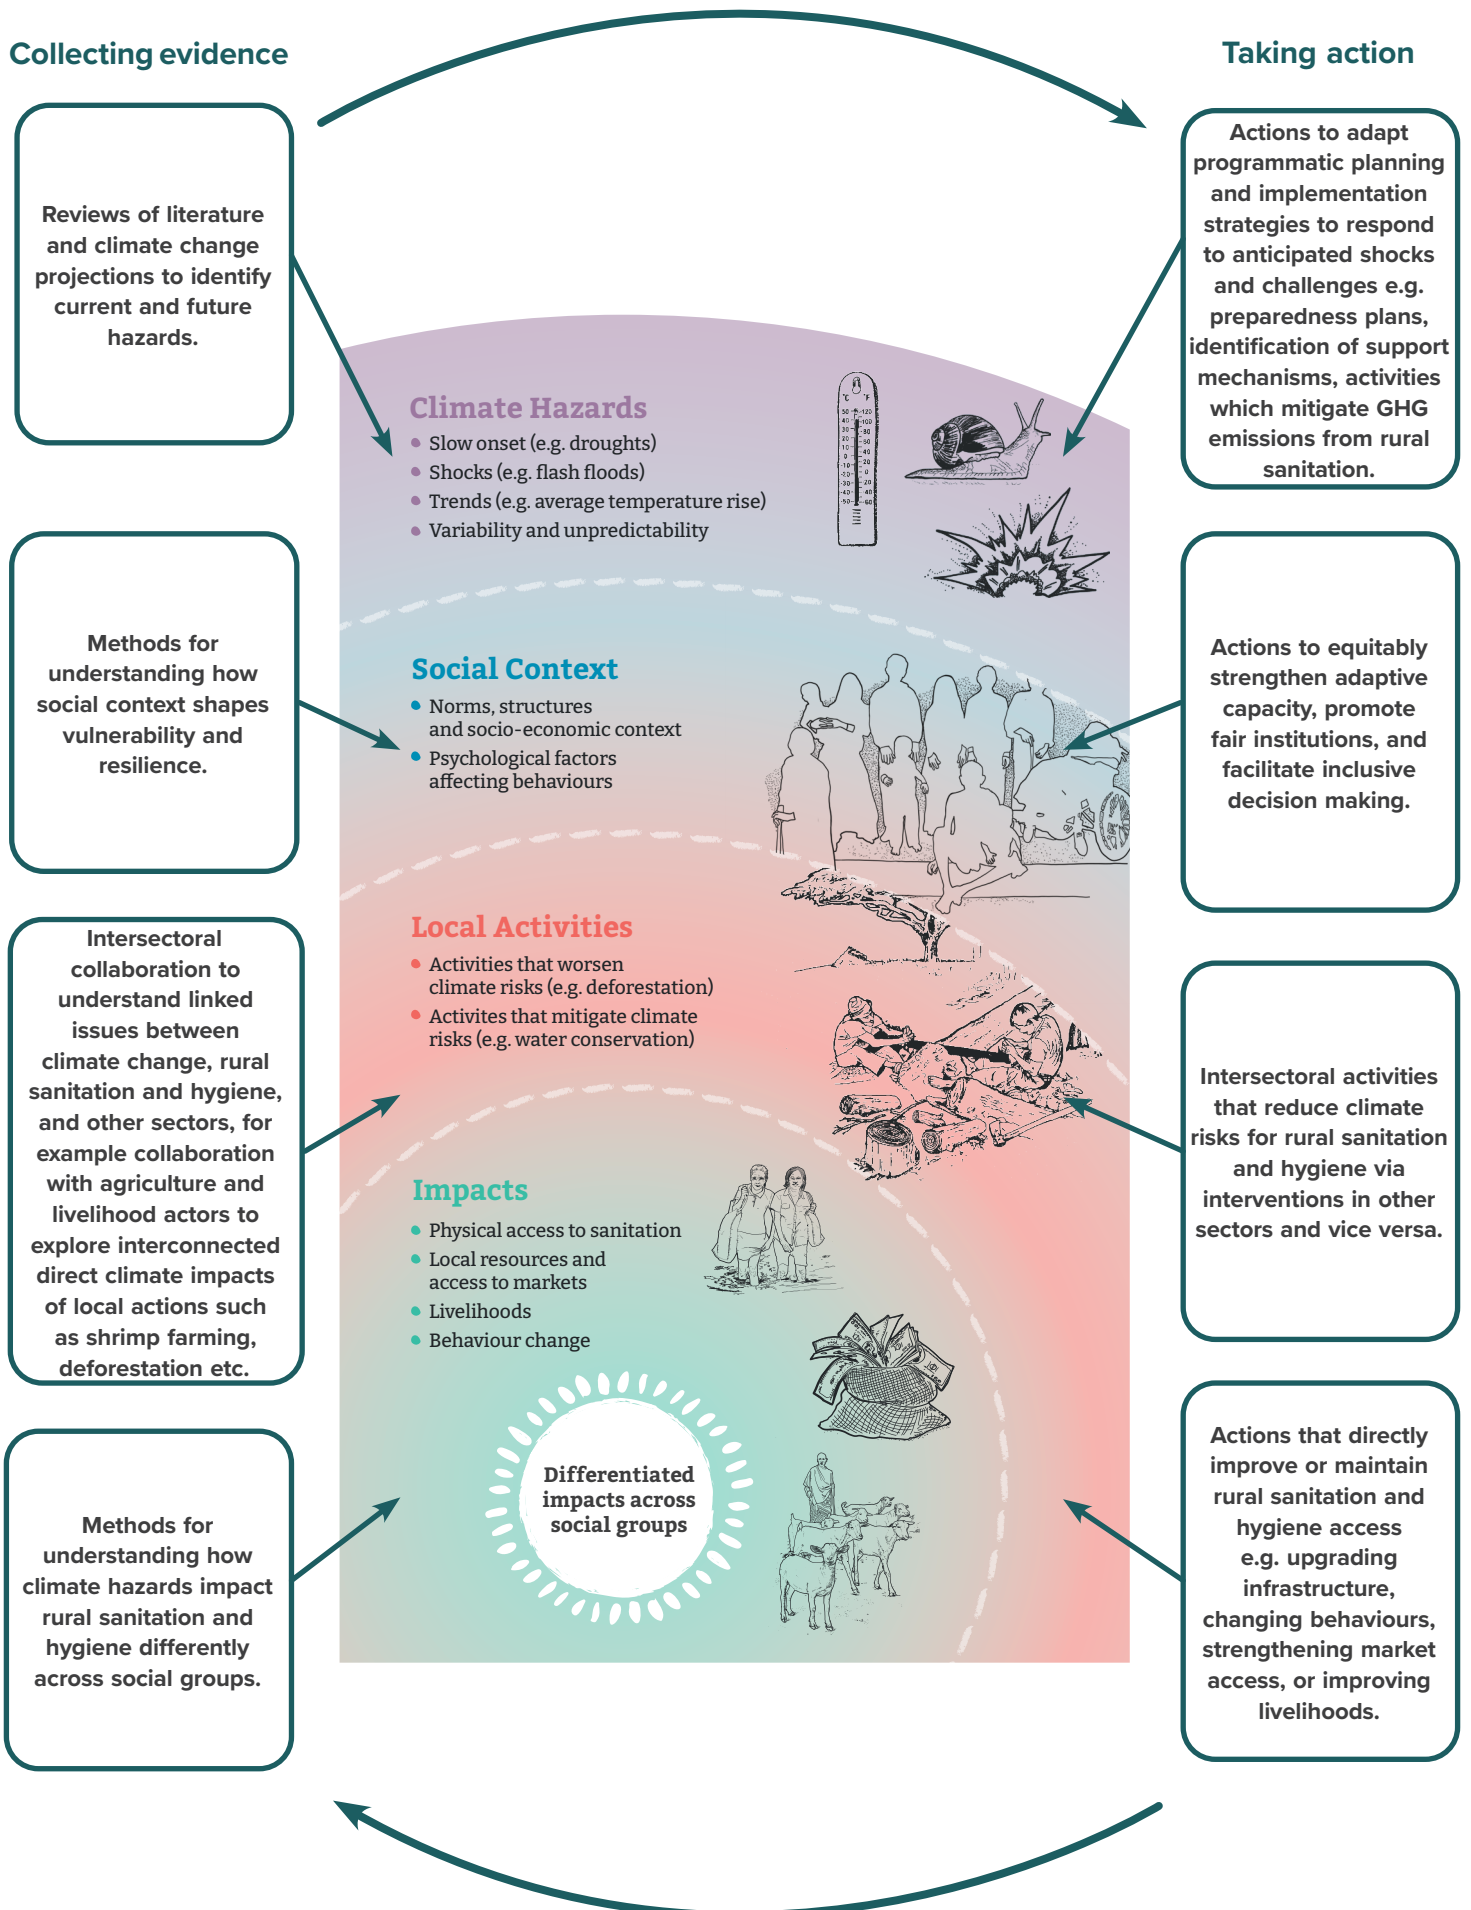 Collecting evidence
Taking action
Reviews of literature
and climate change
projections to identify
current and future
hazards.
Methods for
understanding how
social context shapes
vulnerability and
resilience.
Intersectoral
collaboration to
understand linked
issues between
climate change, rural
sanitation and hygiene,
and other sectors, for
example collaboration
with agriculture and
livelihood actors to
explore interconnected
direct climate impacts
of local actions such
as shrimp farming,
deforestation etc.
Methods for
understanding how
climate hazards impact
rural sanitation and
hygiene differently
across social groups.
Climate Hazards
Slow onset (e.g. droughts)
Shocks (e.g. flash floods)
Trends (e.g. average temperature rise)
Variability and unpredictability
Social Context
Norms, structures
and socio-economic context
Psychological factors
affecting behaviours
Local Activities
Activities that worsen
climate risks (e.g. deforestation)
Activites that mitigate climate
risks (e.g. water conservation)
Impacts
Physical access to sanitation
Local resources and
access to markets
Livelihoods
Behaviour change
Differentiated
impacts across
social groups
Actions to adapt
programmatic planning
and implementation
strategies to respond
to anticipated shocks
and challenges e.g.
preparedness plans,
identification of support
mechanisms, activities
which mitigate GHG
emissions from rural
sanitation.
Actions to equitably
strengthen adaptive
capacity, promote
fair institutions, and
facilitate inclusive
decision making.
Intersectoral activities
that reduce climate
risks for rural sanitation
and hygiene via
interventions in other
sectors and vice versa.
Actions that directly
improve or maintain
rural sanitation and
hygiene access
e.g. upgrading
infrastructure,
changing behaviours,
strengthening market
access, or improving
livelihoods.